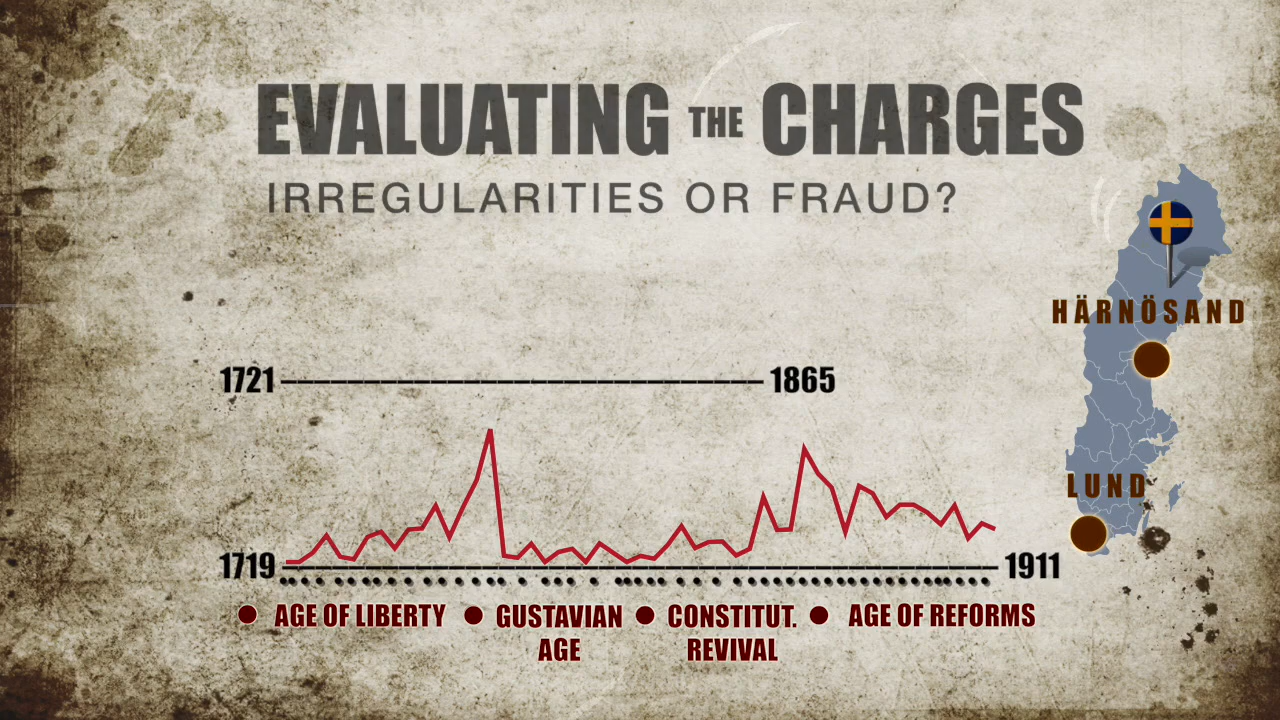 EVALUATING THE CHARGES
IRREGULARITIES OR FRAUD?
HÄRNÖSAND
1721 1865
LUND
1719 1911
AGE OF LIBERTY
GUSTAVIAN
AGE
CONSTITUT.
REVIVAL
AGE OF REFORMS